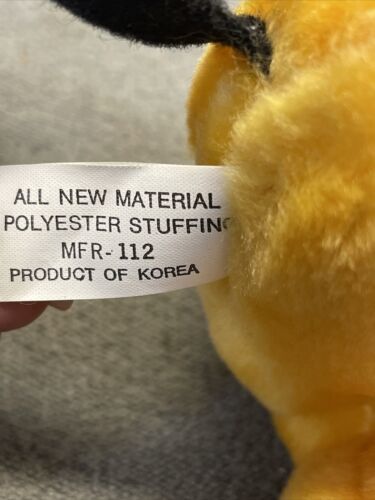 ALL NEW MATERIAL
POLYESTER STUFFING
MFR-112
PRODUCT OF KOREA